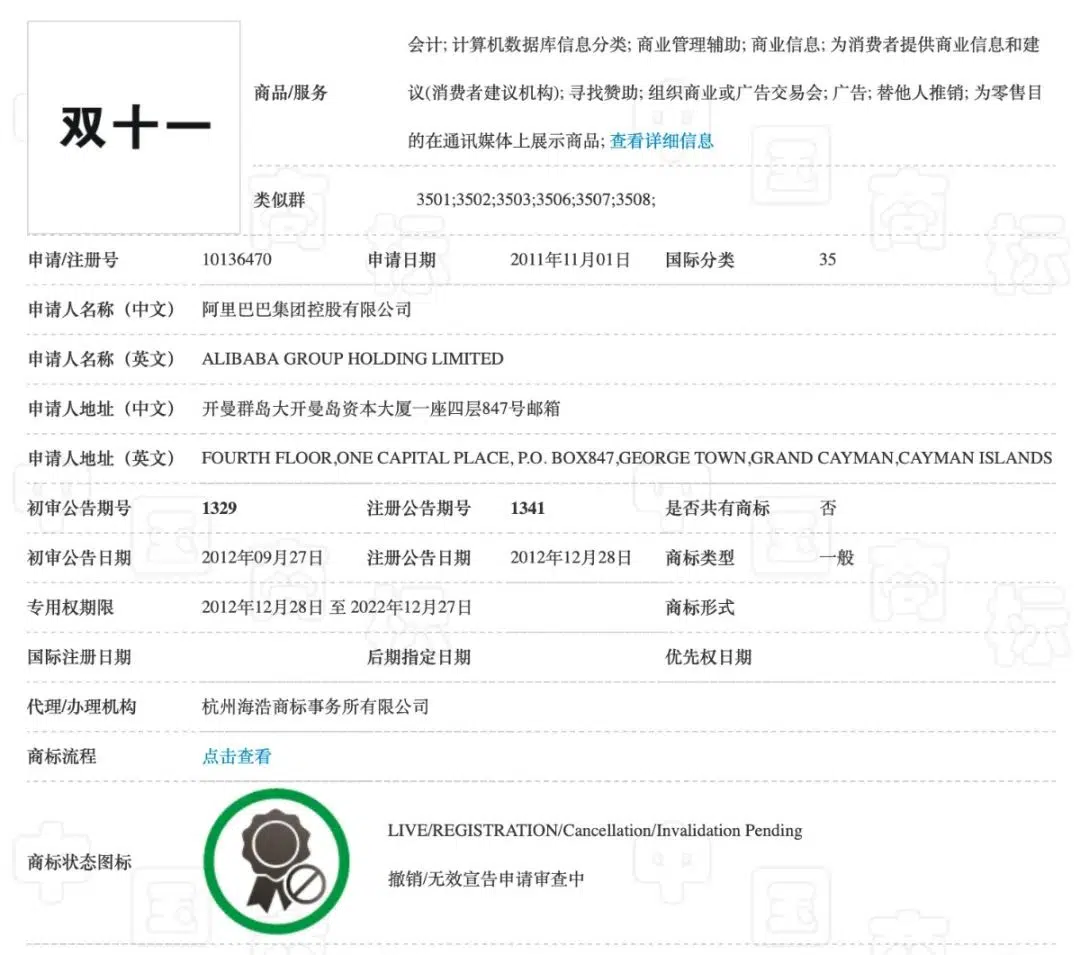 双十一
商品/服务
会计; 计算机数据库信息分类; 商业管理辅助; 商业信息; 为消费者提供商业信息和建
议(消费者建议机构); 寻找赞助; 组织商业或广告交易会; 广告; 替他人推销; 为零售目
的在通讯媒体上展示商品; 查看详细信息
类似群 3501;3502;3503;3506;3507;3508;
申请/注册号 10136470 申请日期 2011年11月01日 国际分类 35
申请人名称（中文） 阿里巴巴集团控股有限公司
申请人名称（英文） ALIBABA GROUP HOLDING LIMITED
申请人地址（中文） 开曼群岛大开曼岛资本大厦一座四层847号邮箱
申请人地址（英文） FOURTH FLOOR,ONE CAPITAL PLACE, P.O. BOX847,GEORGE TOWN,GRAND CAYMAN,CAYMAN ISLANDS
初审公告期号 1329 注册公告期号 1341 是否共有商标 否
初审公告日期 2012年09月27日 注册公告日期 2012年12月28日 商标类型 一般
专用权期限 2012年12月28日 至 2022年12月27日 商标形式
国际注册日期 后期指定日期 优先权日期
代理/办理机构 杭州海浩商标事务所有限公司
商标流程 点击查看
商标状态图标
LIVE/REGISTRATION/Cancellation/Invalidation Pending
撤销/无效宣告申请审查中